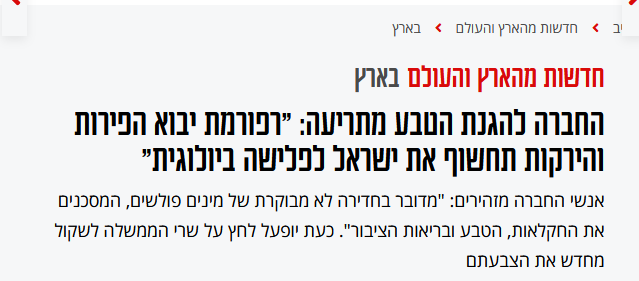 יב › חדשות מהארץ והעולם › בארץ
חדשות מהארץ והעולם בארץ
החברה להגנת הטבע מתריעה: "רפורמת יבוא הפירות
והירקות תחשוף את ישראל לפלישה ביולוגית"
אנשי החברה מזהירים: "מדובר בחדירה לא מבוקרת של מינים פולשים, המסכנים
את החקלאות, הטבע ובריאות הציבור". כעת יופעל לחץ על שרי הממשלה לשקול
מחדש את הצבעתם